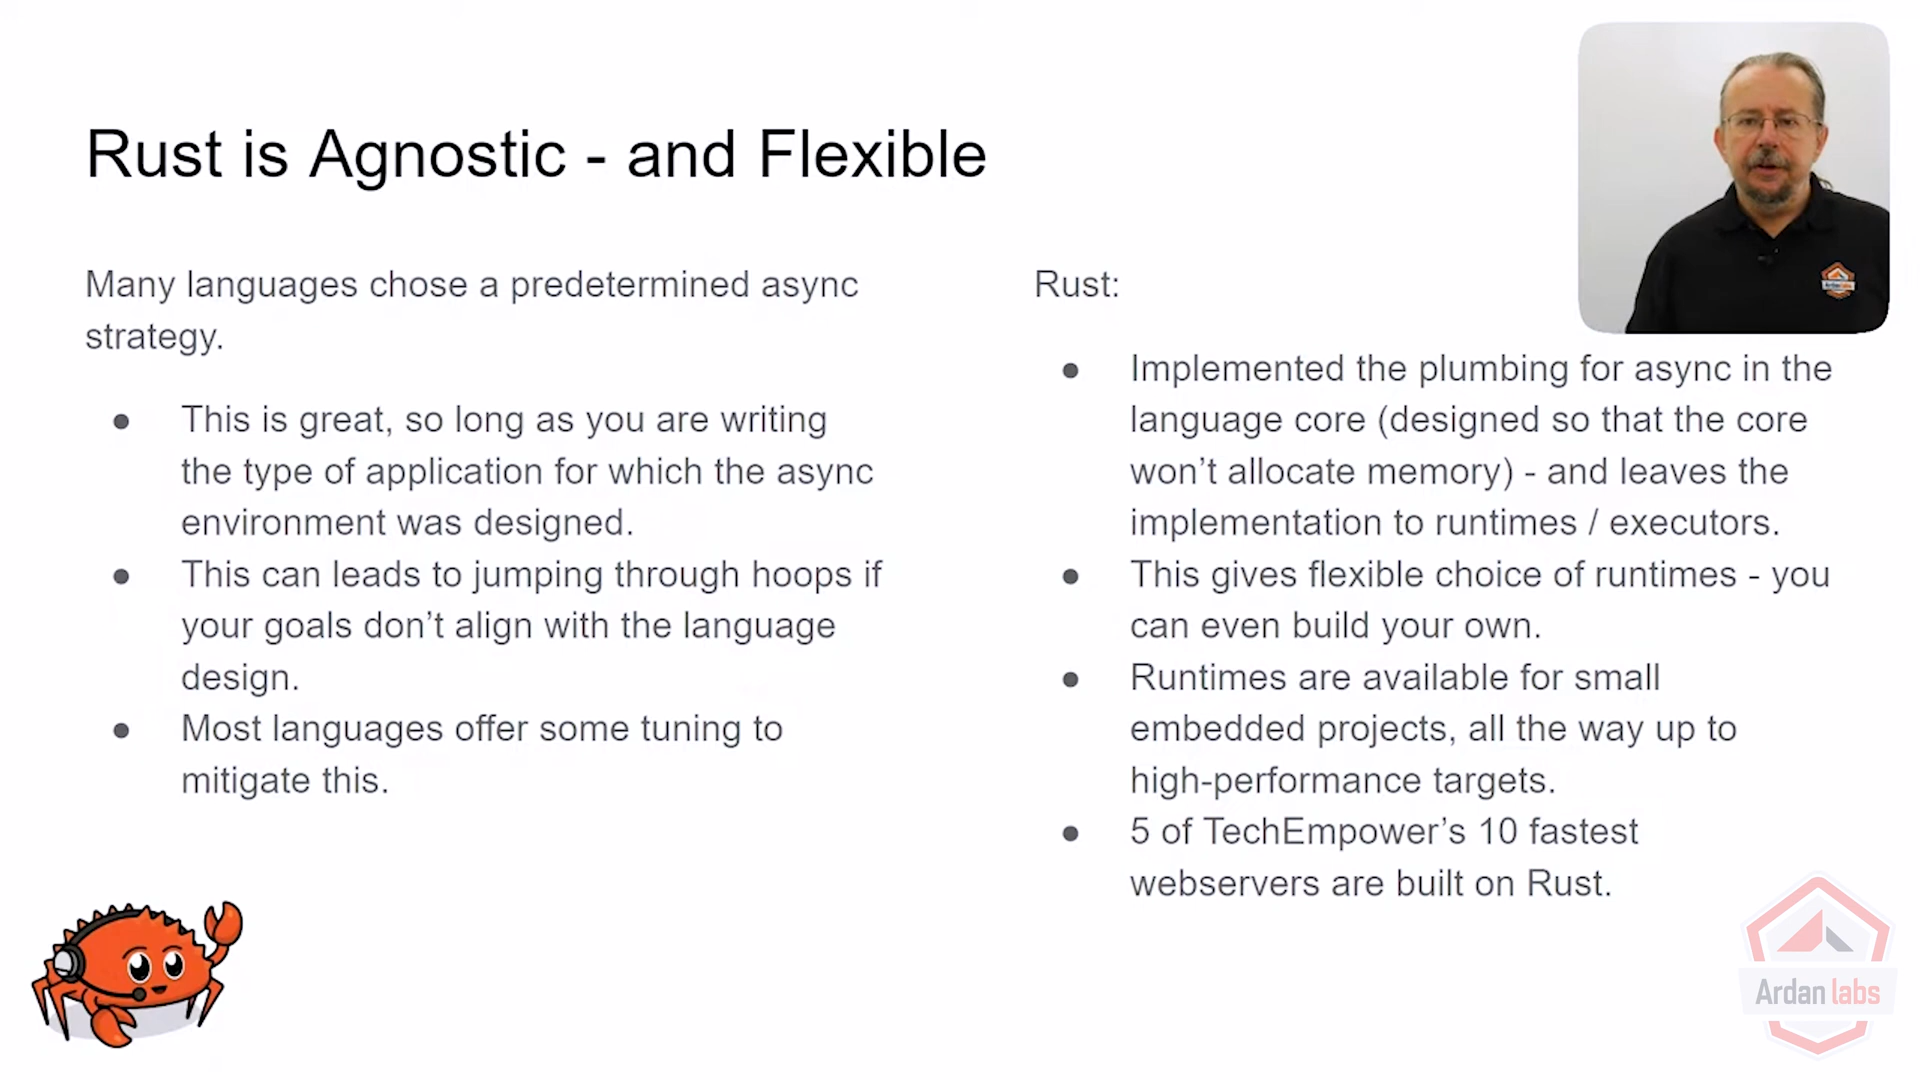 Rust is Agnostic - and Flexible
Many languages chose a predetermined async
strategy.
● This is great, so long as you are writing
the type of application for which the async
environment was designed.
● This can leads to jumping through hoops if
your goals don’t align with the language
design.
● Most languages offer some tuning to
mitigate this.
Rust:
● Implemented the plumbing for async in the
language core (designed so that the core
won’t allocate memory) - and leaves the
implementation to runtimes / executors.
● This gives flexible choice of runtimes - you
can even build your own.
● Runtimes are available for small
embedded projects, all the way up to
high-performance targets.
● 5 of TechEmpower’s 10 fastest
webservers are built on Rust.
Ardan labs
Ardan labs